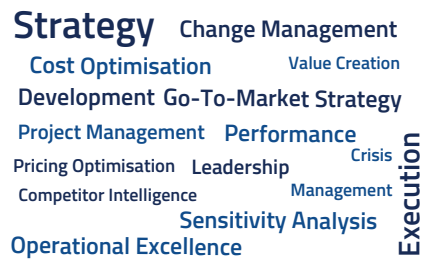 Strategy
Change Management
Cost Optimisation
Value Creation
Development
Go-To-Market Strategy
Project Management
Performance
Crisis
Management
Pricing Optimisation
Leadership
Competitor Intelligence
Execution
Sensitivity Analysis
Operational Excellence